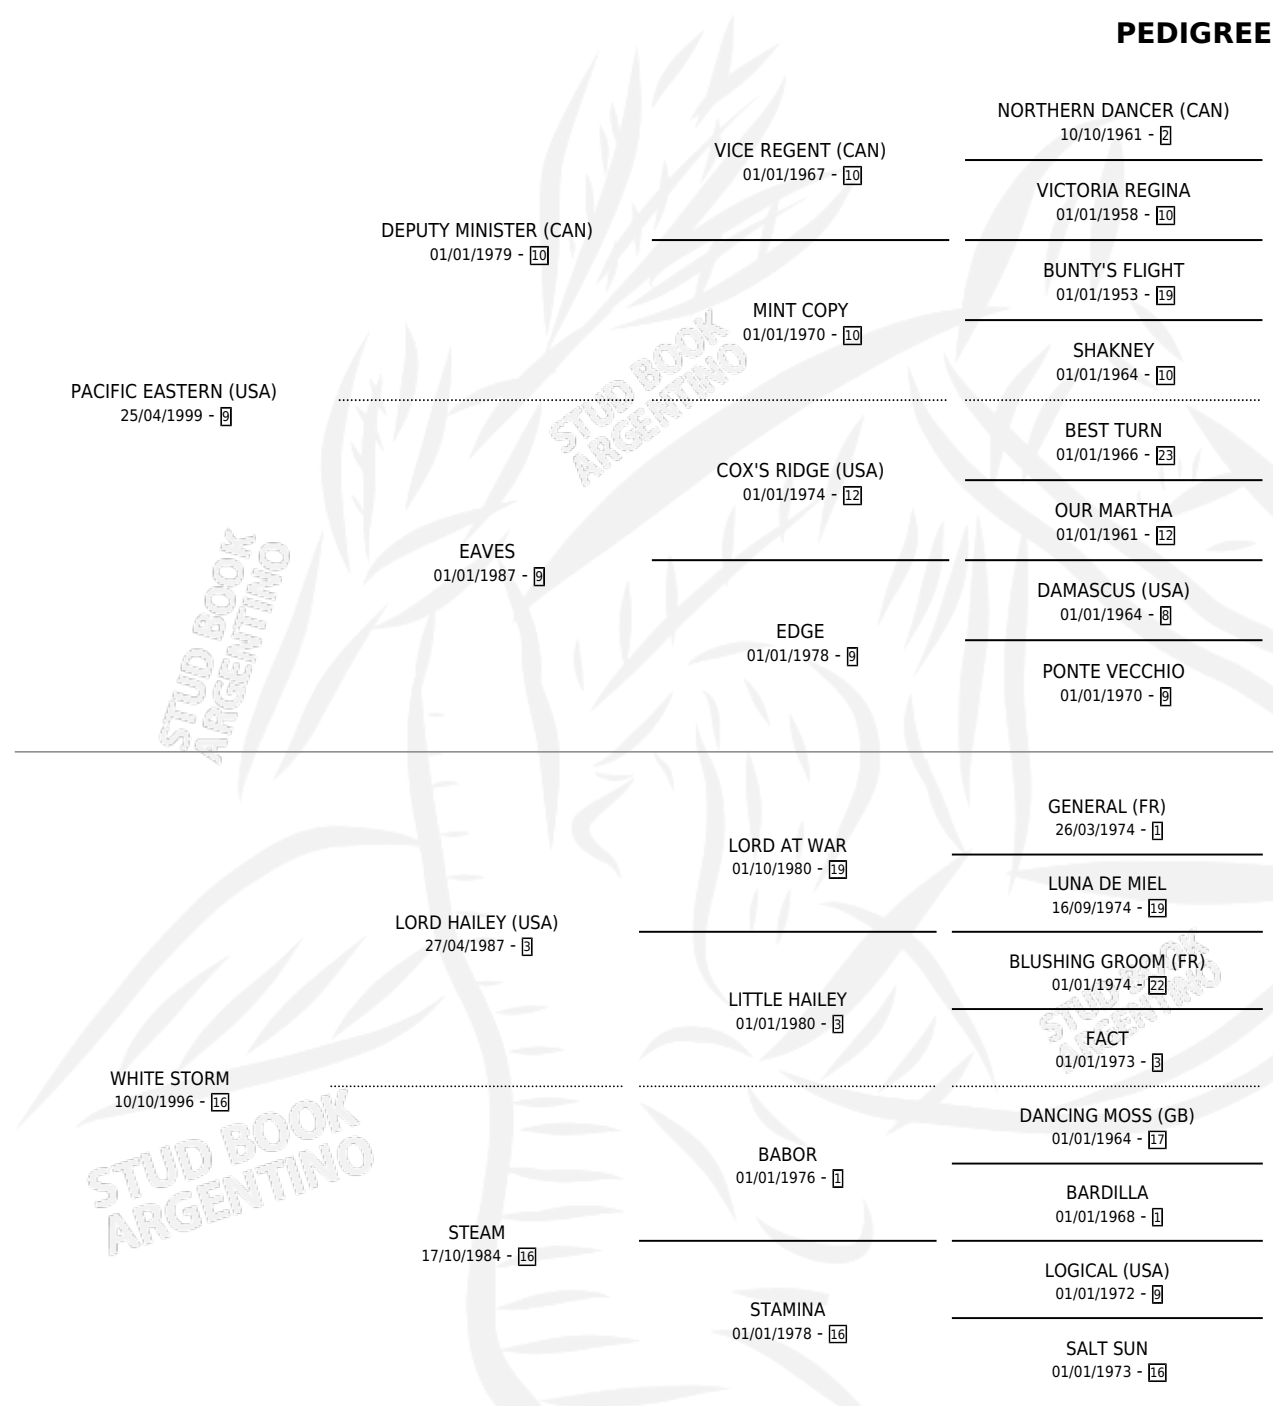 PEDIGREE
NORTHERN DANCER (CAN)
10/10/1961 - 2
VICE REGENT (CAN)
01/01/1967 - 10
VICTORIA REGINA
01/01/1958 - 10
DEPUTY MINISTER (CAN)
01/01/1979 - 10
BUNTY'S FLIGHT
01/01/1953 - 19
MINT COPY
01/01/1970 - 10
SHAKNEY
01/01/1964 - 10
PACIFIC EASTERN (USA)
25/04/1999 - 9
BEST TURN
01/01/1966 - 23
COX'S RIDGE (USA)
01/01/1974 - 12
OUR MARTHA
01/01/1961 - 12
EAVES
01/01/1987 - 9
DAMASCUS (USA)
01/01/1964 - 8
EDGE
01/01/1978 - 9
PONTE VECCHIO
01/01/1970 - 9
STUD BOOK
ARGENTINO
STUD BOOK
ARGENTINO
GENERAL (FR)
26/03/1974 - 1
LORD AT WAR
01/10/1980 - 19
LUNA DE MIEL
16/09/1974 - 19
LORD HAILEY (USA)
27/04/1987 - 3
BLUSHING GROOM (FR)
01/01/1974 - 22
LITTLE HAILEY
01/01/1980 - 3
FACT
01/01/1973 - 3
WHITE STORM
10/10/1996 - 16
DANCING MOSS (GB)
01/01/1964 - 17
BABOR
01/01/1976 - 1
BARDILLA
01/01/1968 - 1
STEAM
17/10/1984 - 16
LOGICAL (USA)
01/01/1972 - 9
STAMINA
01/01/1978 - 16
SALT SUN
01/01/1973 - 16
STUD BOOK
ARGENTINO
STUD BOOK
ARGENTINO